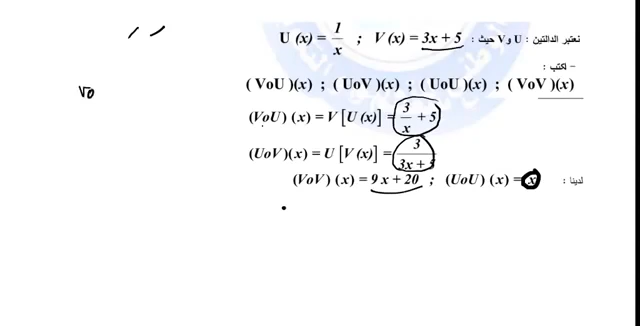 نعتبر الدالتين : U و V حيث : U (x) = 1/x ; V (x) = 3x + 5
- اكتب :
( VoU )(x) ; ( UoV )(x) ; ( UoU )(x) ; ( VoV )(x)
vo
(VoU) (x) = V [ U (x)] = 3/x + 5
(UoV)(x) = U [ V (x)] = 3/(3x + 5)
لدينا : (VoV) (x) = 9 x + 20 ; (UoU) (x) = x